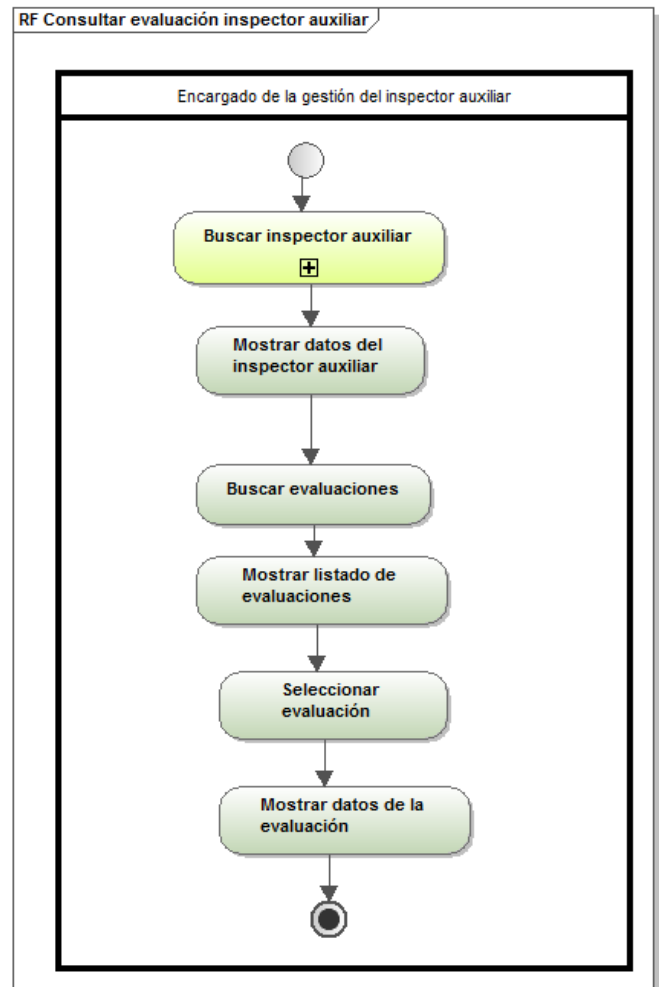 RF Consultar evaluación inspector auxiliar
Encargado de la gestión del inspector auxiliar
Buscar inspector auxiliar
Mostrar datos del
inspector auxiliar
Buscar evaluaciones
Mostrar listado de
evaluaciones
Seleccionar
evaluación
Mostrar datos de la
evaluación